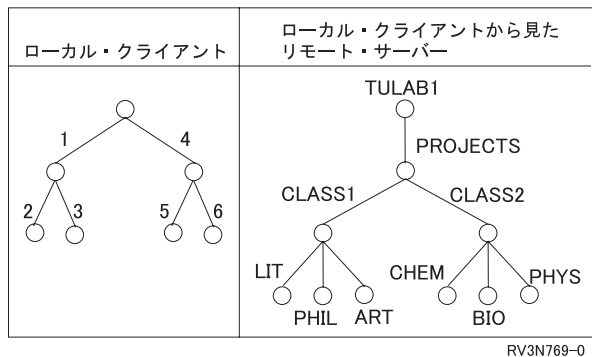 ローカル・クライアント
ローカル・クライアントから見た
リモート・サーバー
1
4
2
3
5
6
TULAB1
PROJECTS
CLASS1
CLASS2
LIT
PHIL
ART
CHEM
BIO
PHYS
RV3N769-0